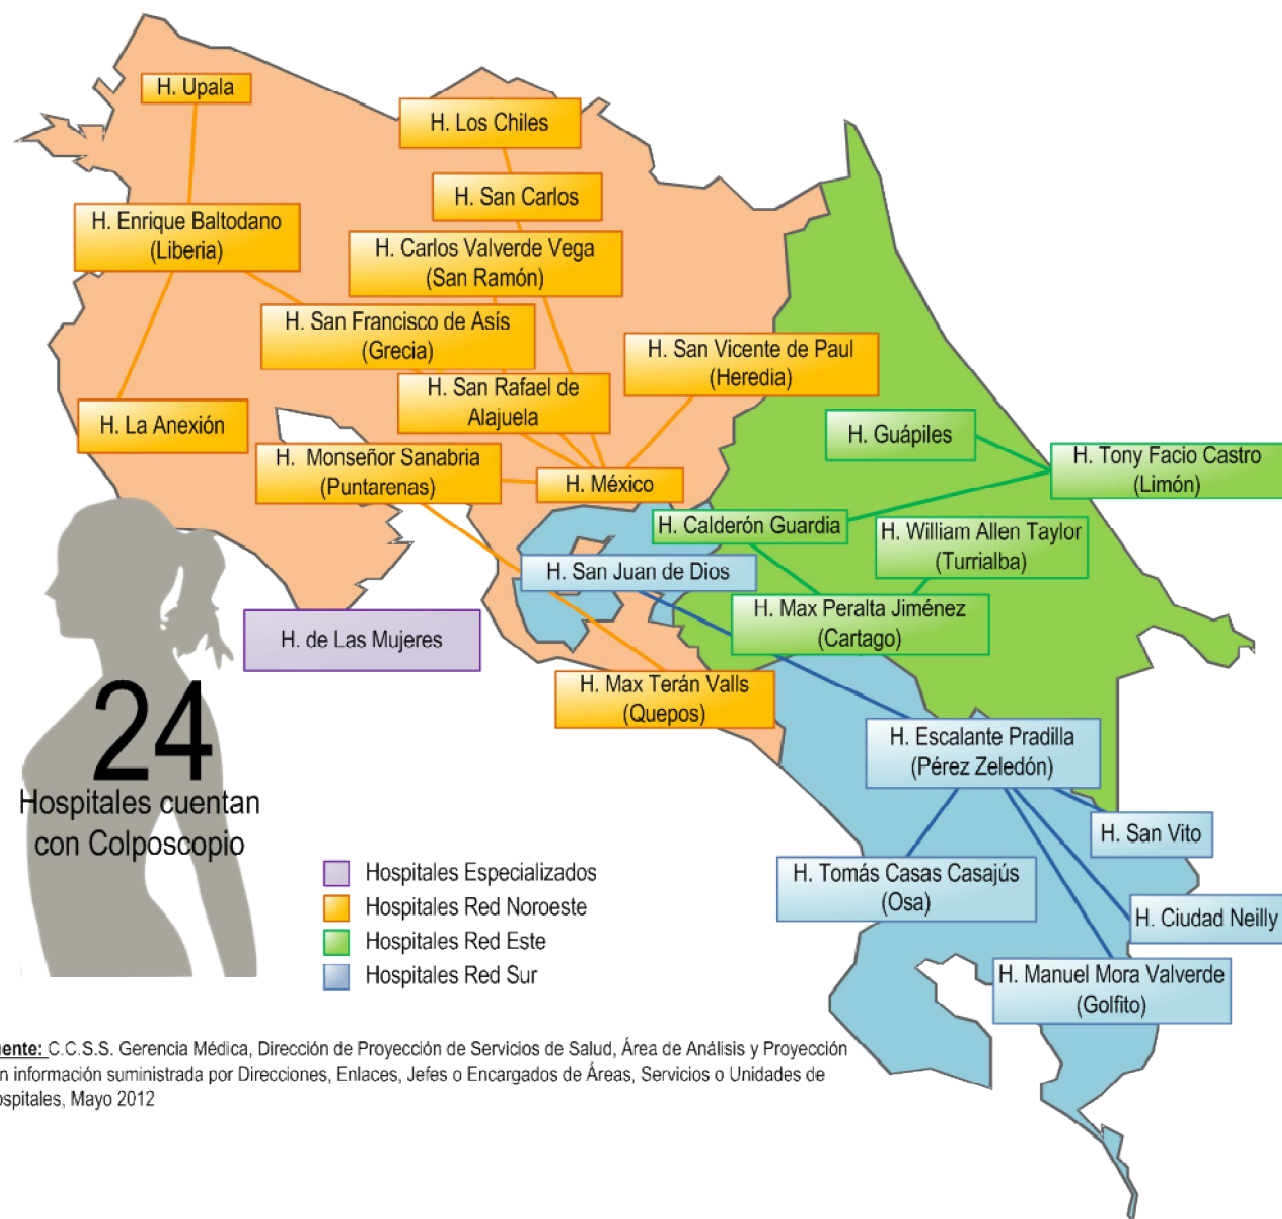 H. Upala
H. Los Chiles
H. San Carlos
H. Enrique Baltodano
(Liberia)
H. Carlos Valverde Vega
(San Ramón)
H. San Francisco de Asís
(Grecia)
H. San Vicente de Paul
(Heredia)
H. San Rafael de
Alajuela
H. La Anexión
H. Guápiles
H. Monseñor Sanabria
(Puntarenas)
H. México
H. Tony Facio Castro
(Limón)
H. Calderón Guardia
H. William Allen Taylor
(Turrialba)
H. San Juan de Dios
H. Max Peralta Jiménez
(Cartago)
H. de Las Mujeres
H. Max Terán Valls
(Quepos)
24
Hospitales cuentan
con Colposcopio
H. Escalante Pradilla
(Pérez Zeledón)
H. San Vito
H. Tomás Casas Casajús
(Osa)
H. Ciudad Neilly
H. Manuel Mora Valverde
(Golfito)
Hospitales Especializados
Hospitales Red Noroeste
Hospitales Red Este
Hospitales Red Sur
uente: C.C.S.S. Gerencia Médica, Dirección de Proyección de Servicios de Salud, Área de Análisis y Proyección
n información suministrada por Direcciones, Enlaces, Jefes o Encargados de Áreas, Servicios o Unidades de
ospitales, Mayo 2012